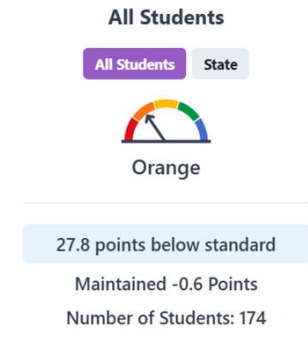 All Students
All Students State
Orange
27.8 points below standard
Maintained -0.6 Points
Number of Students: 174